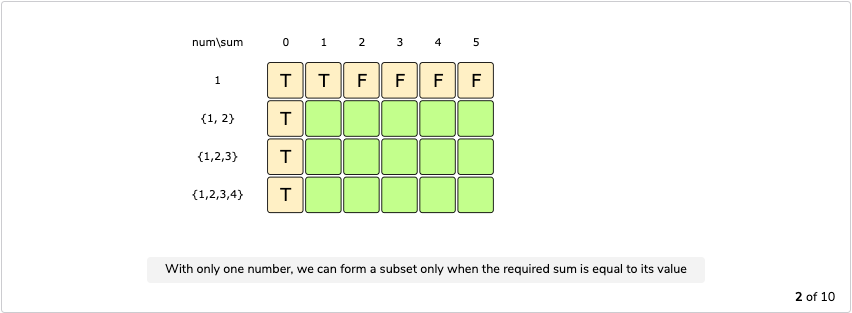 num\sum 0 1 2 3 4 5
1 T T F F F F
{1, 2} T
{1,2,3} T
{1,2,3,4} T
With only one number, we can form a subset only when the required sum is equal to its value
2 of 10